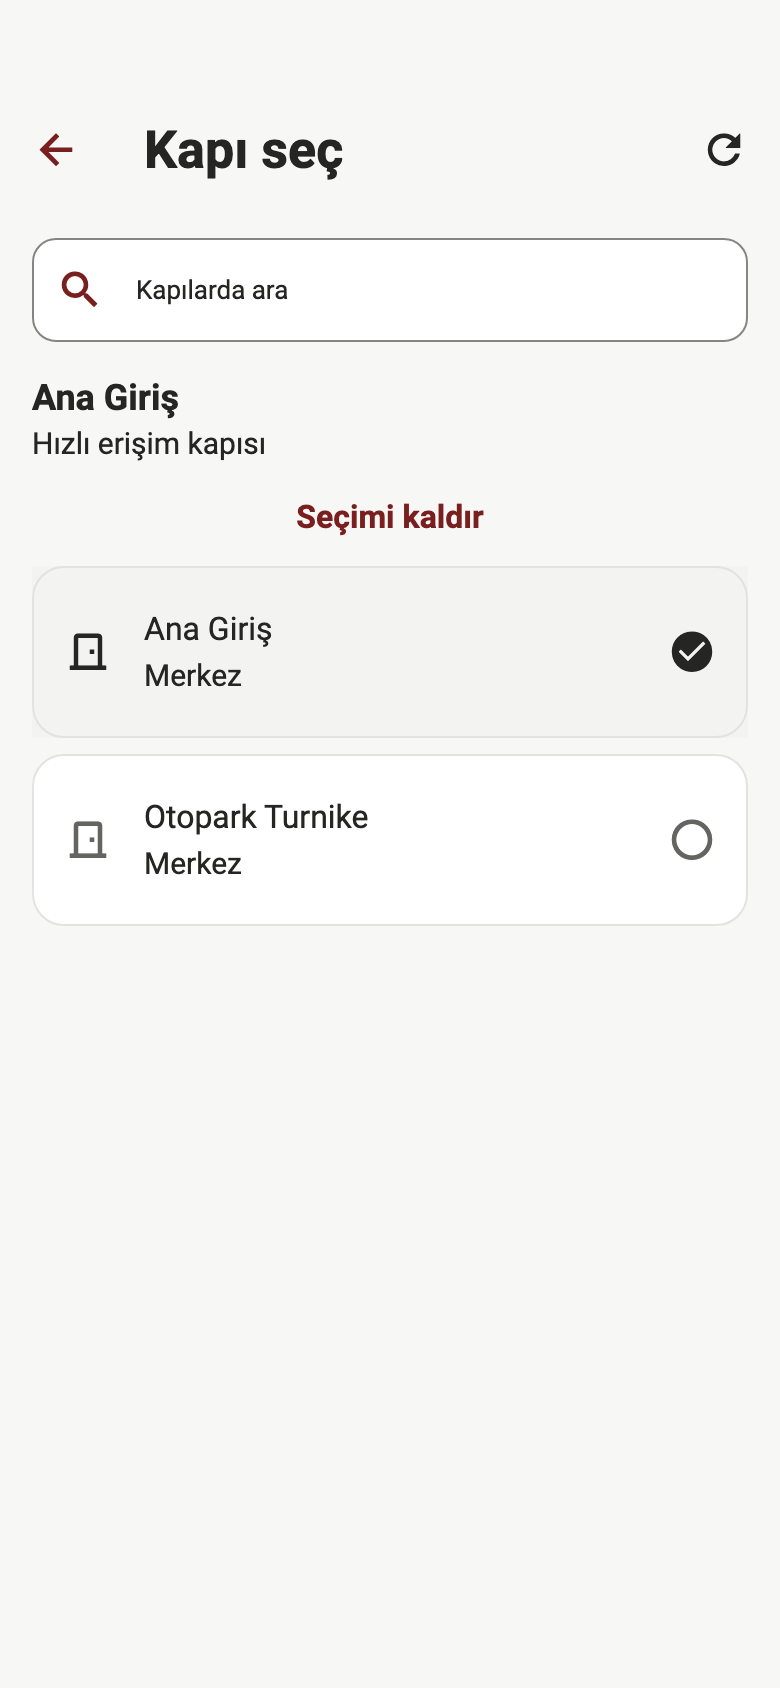 Kapı seç
Kapılarda ara
Ana Giriş
Hızlı erişim kapısı
Seçimi kaldır
Ana Giriş
Merkez
Otopark Turnike
Merkez